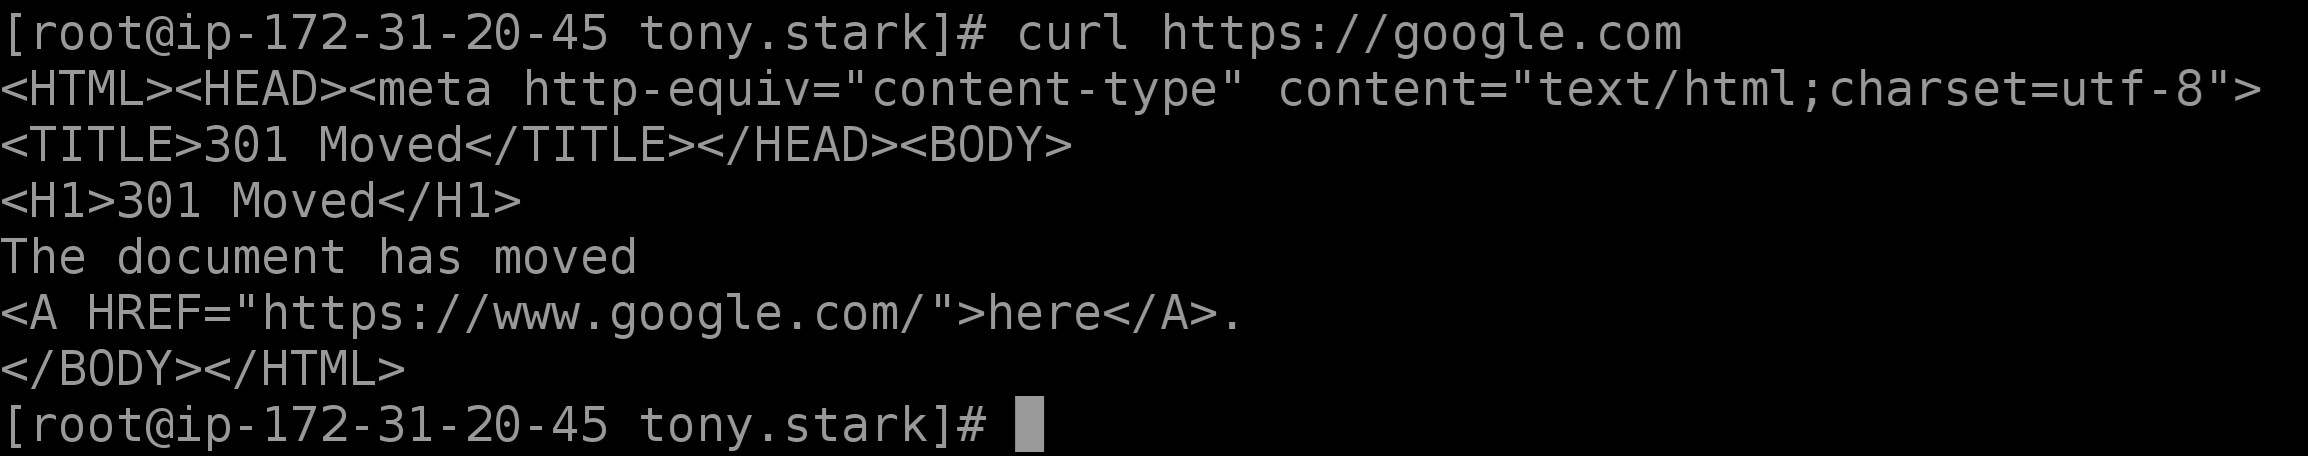 [root@ip-172-31-20-45 tony.stark]# curl https://google.com
<HTML><HEAD><meta http-equiv="content-type" content="text/html;charset=utf-8">
<TITLE>301 Moved</TITLE></HEAD><BODY>
<H1>301 Moved</H1>
The document has moved
<A HREF="https://www.google.com/">here</A>.
</BODY></HTML>
[root@ip-172-31-20-45 tony.stark]#